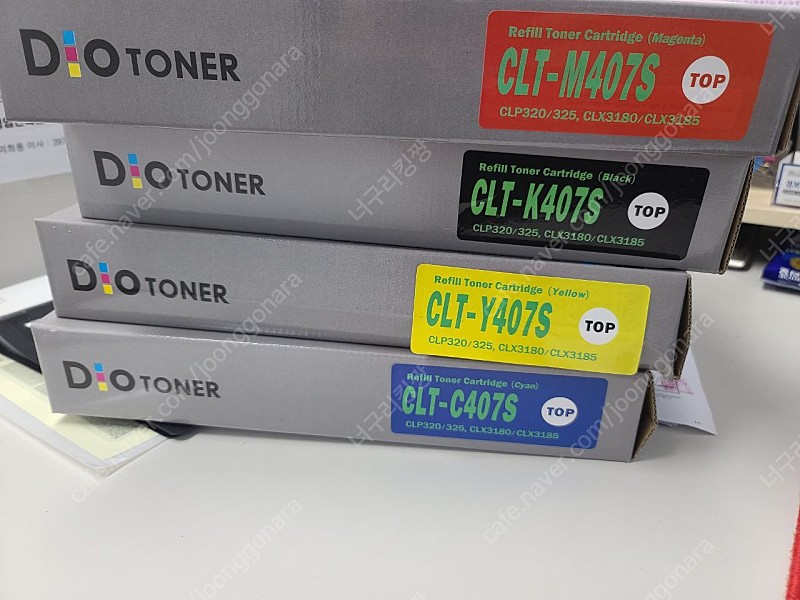 DIO TONER
Refill Toner Cartridge (Magenta)
CLT-M407S
TOP
CLP320/325, CLX3180/CLX3185
DIO TONER
Refill Toner Cartridge (Black)
CLT-K407S
TOP
CLP320/325, CLX3180/CLX3185
DIO TONER
Refill Toner Cartridge (Yellow)
CLT-Y407S
TOP
CLP320/325, CLX3180/CLX3185
DIO TONER
Refill Toner Cartridge (Cyan)
CLT-C407S
TOP
CLP320/325, CLX3180/CLX3185
너구리킹짱
cafe.naver.com/joonggonara